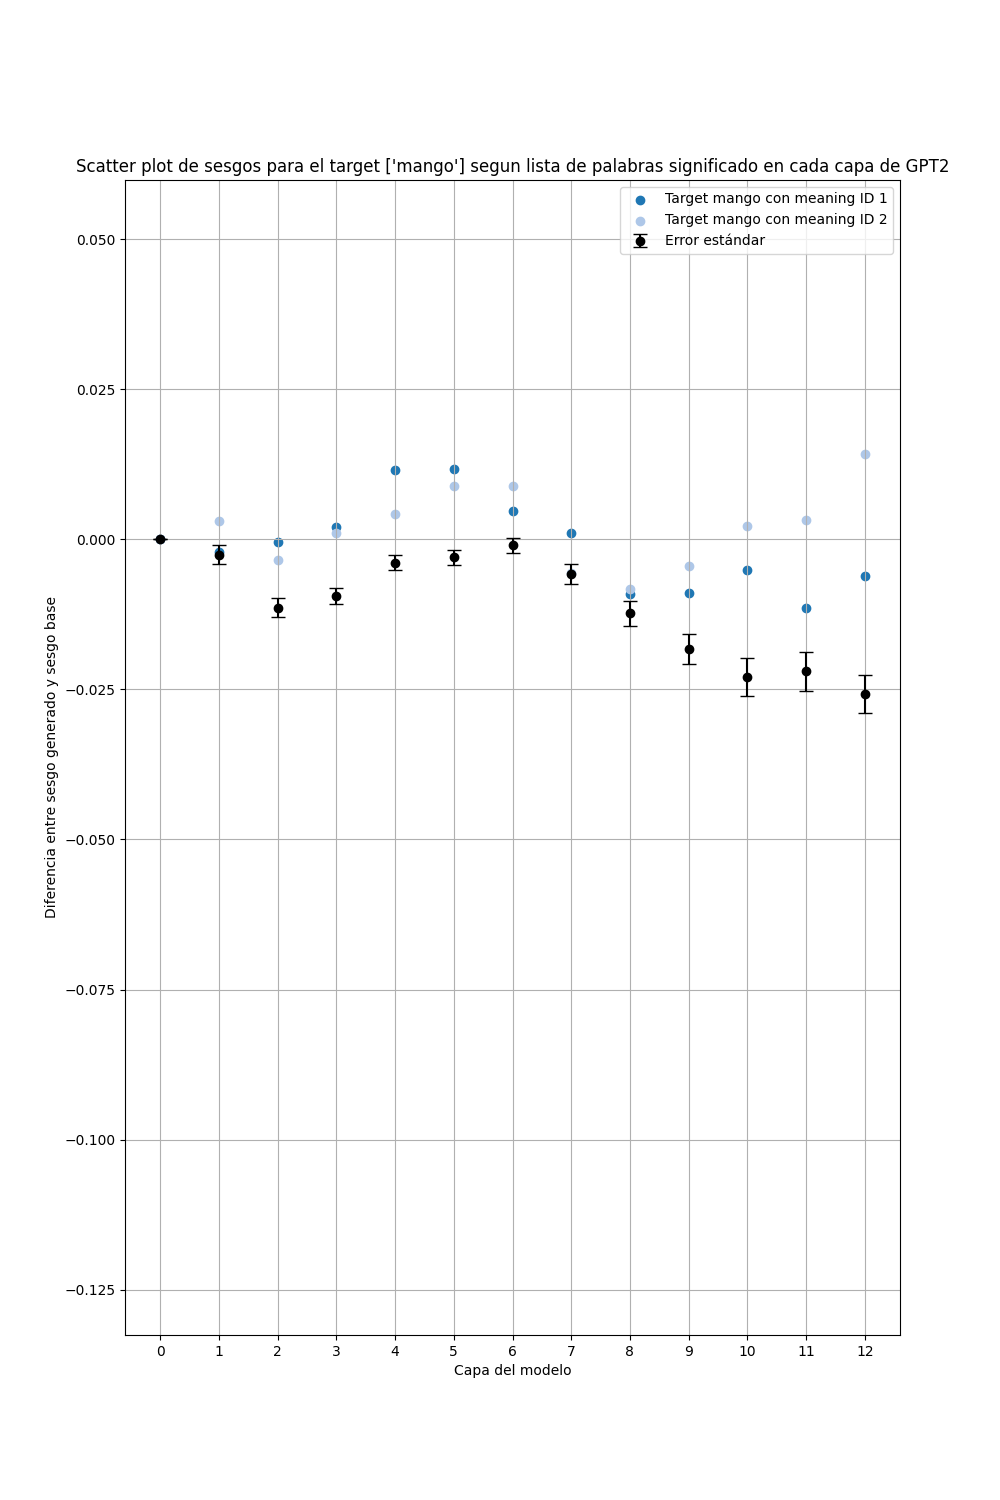 Scatter plot de sesgos para el target ['mango'] segun lista de palabras significado en cada capa de GPT2
Target mango con meaning ID 1
Target mango con meaning ID 2
Error estándar
0.050
0.025
0.000
−0.025
−0.050
−0.075
−0.100
−0.125
Diferencia entre sesgo generado y sesgo base
0 1 2 3 4 5 6 7 8 9 10 11 12
Capa del modelo